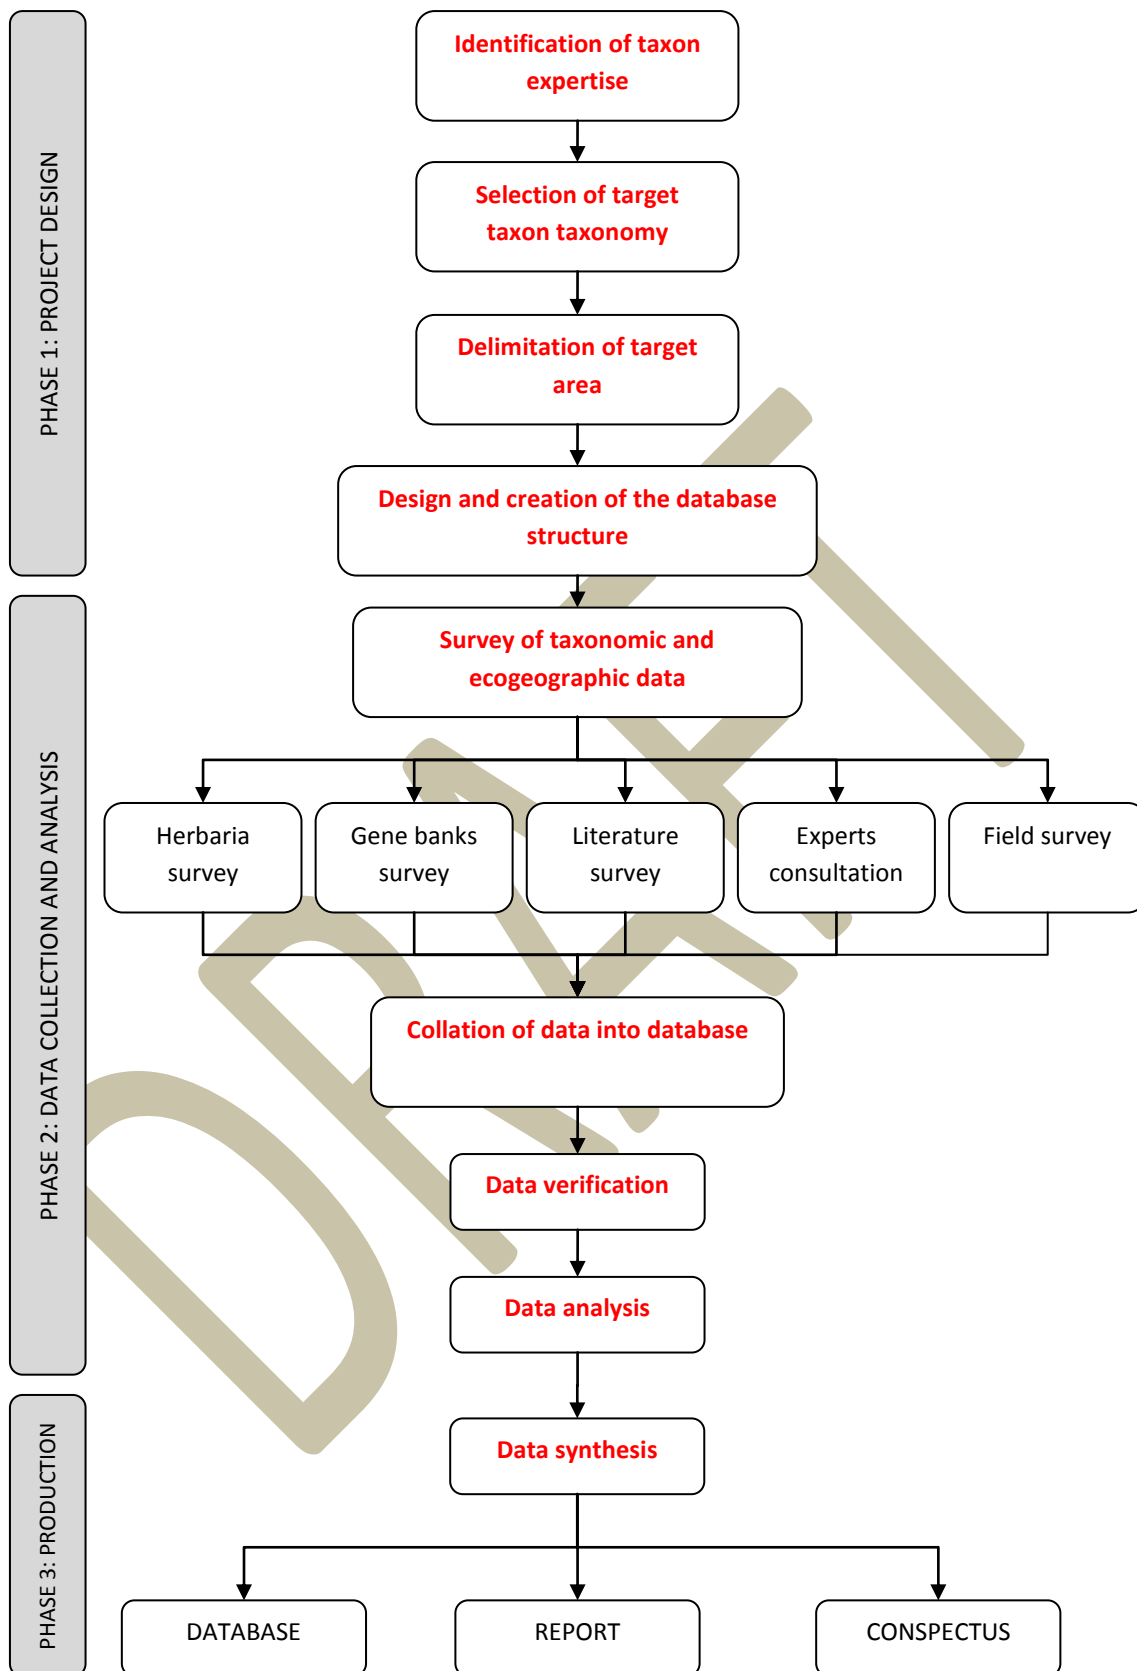 PHASE 1: PROJECT DESIGN
Identification of taxon
expertise
Selection of target
taxon taxonomy
Delimitation of target
area
Design and creation of the database
structure
PHASE 2: DATA COLLECTION AND ANALYSIS
Survey of taxonomic and
ecogeographic data
Herbaria
survey
Gene banks
survey
Literature
survey
Experts
consultation
Field survey
Collation of data into database
Data verification
Data analysis
PHASE 3: PRODUCTION
Data synthesis
DATABASE
REPORT
CONSPECTUS
DRAFT